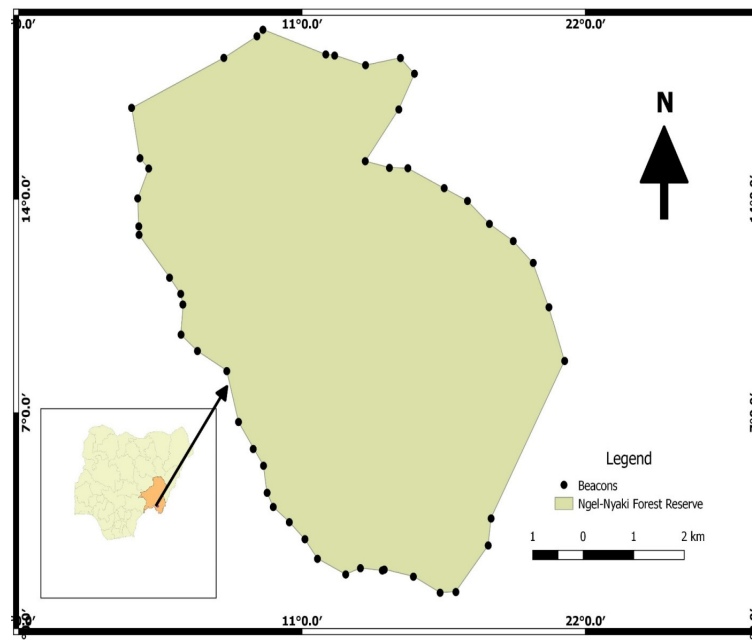 11°0.0′
22°0.0′
N
14°0.0′
7°0.0′
Legend
Beacons
Ngel-Nyaki Forest Reserve
1 0 1 2 km
11°0.0′
22°0.0′